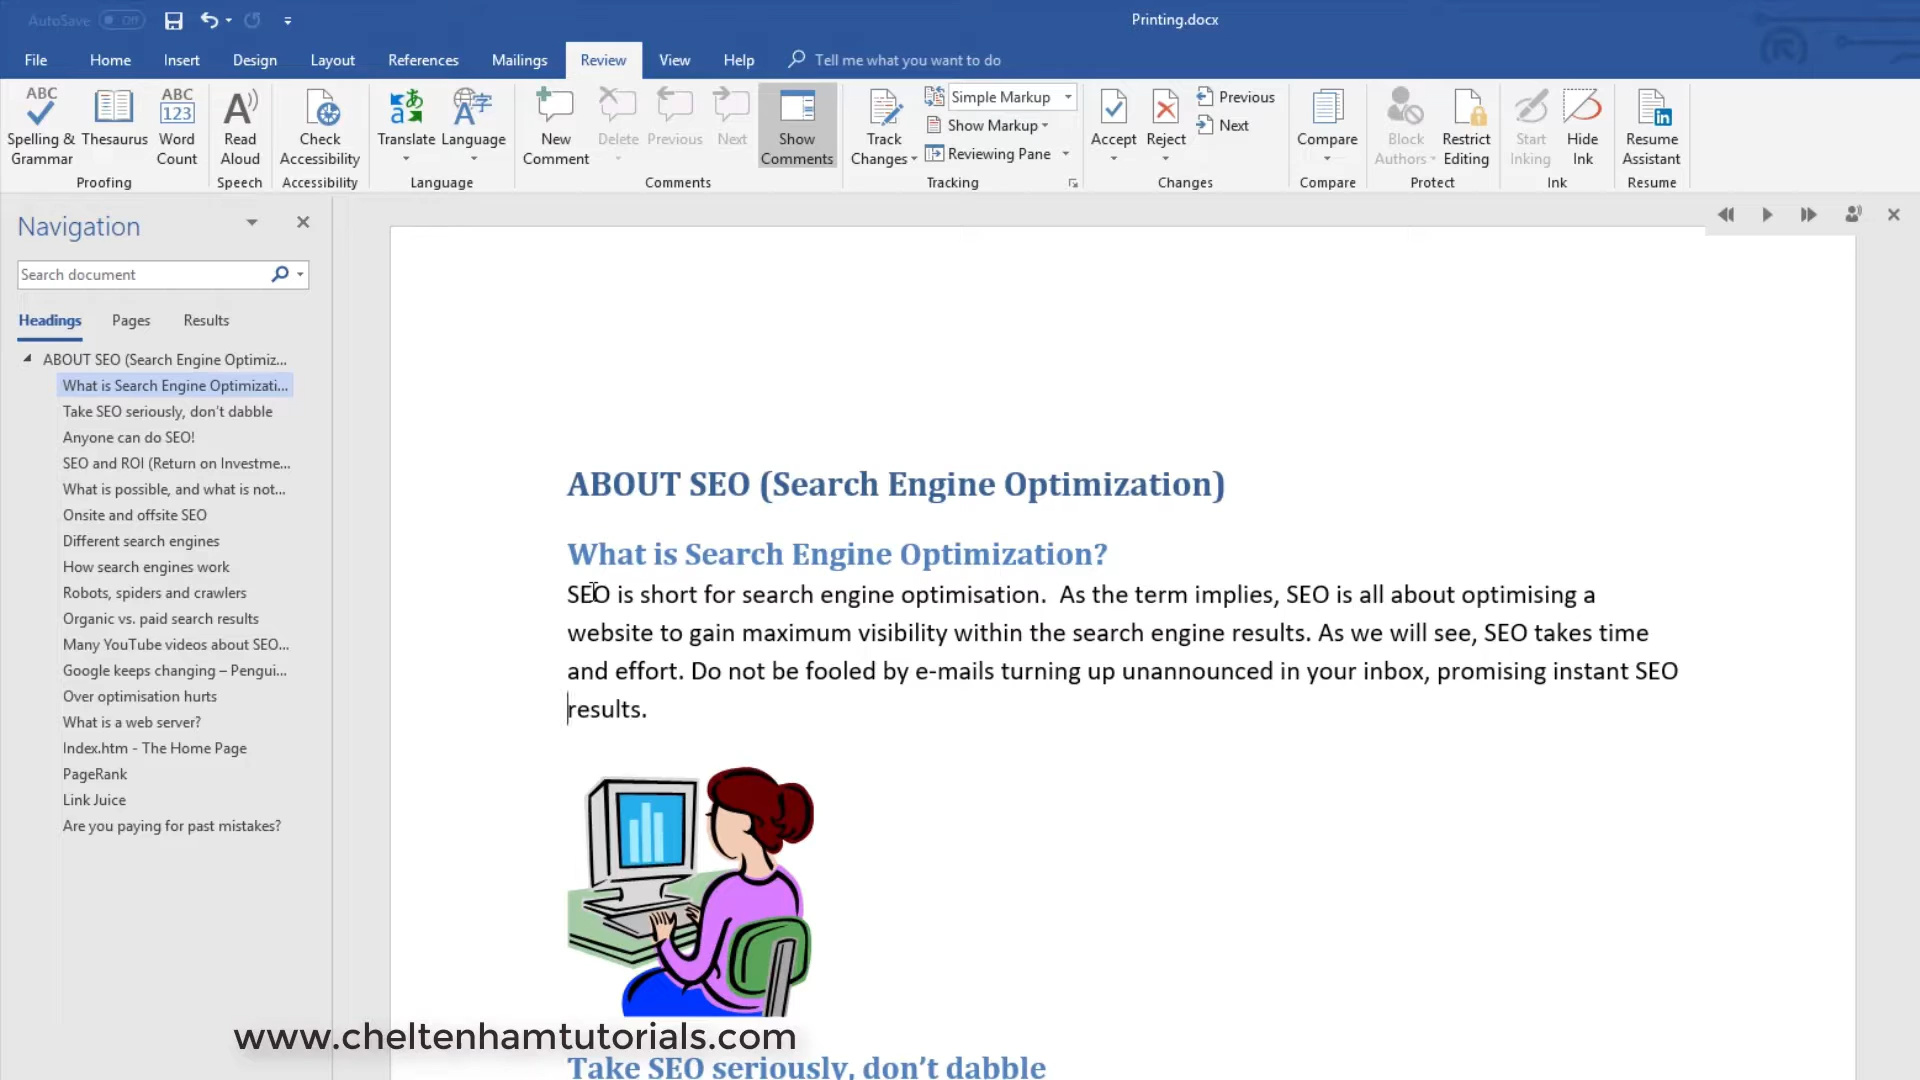 AutoSave Off
Printing.docx
File Home Insert Design Layout References Mailings Review View Help Tell me what you want to do
ABC
Spelling & Grammar
Thesaurus
ABC
123
Word Count
Proofing
Read Aloud
Speech
Check Accessibility
Accessibility
Translate
Language
Language
New Comment
Delete
Previous
Next
Show Comments
Comments
Track Changes
Simple Markup
Show Markup
Reviewing Pane
Tracking
Accept
Reject
Previous
Next
Changes
Compare
Compare
Block Authors
Restrict Editing
Protect
Start Inking
Hide Ink
Ink
Resume Assistant
Resume
Navigation
Search document
Headings Pages Results
ABOUT SEO (Search Engine Optimiz...
What is Search Engine Optimizati...
Take SEO seriously, don't dabble
Anyone can do SEO!
SEO and ROI (Return on Investme...
What is possible, and what is not...
Onsite and offsite SEO
Different search engines
How search engines work
Robots, spiders and crawlers
Organic vs. paid search results
Many YouTube videos about SEO...
Google keeps changing – Pengui...
Over optimisation hurts
What is a web server?
Index.htm - The Home Page
PageRank
Link Juice
Are you paying for past mistakes?
ABOUT SEO (Search Engine Optimization)
What is Search Engine Optimization?
SEO is short for search engine optimisation.  As the term implies, SEO is all about optimising a
website to gain maximum visibility within the search engine results. As we will see, SEO takes time
and effort. Do not be fooled by e-mails turning up unannounced in your inbox, promising instant SEO
results.
www.cheltenhamtutorials.com
Take SEO seriously, don't dabble